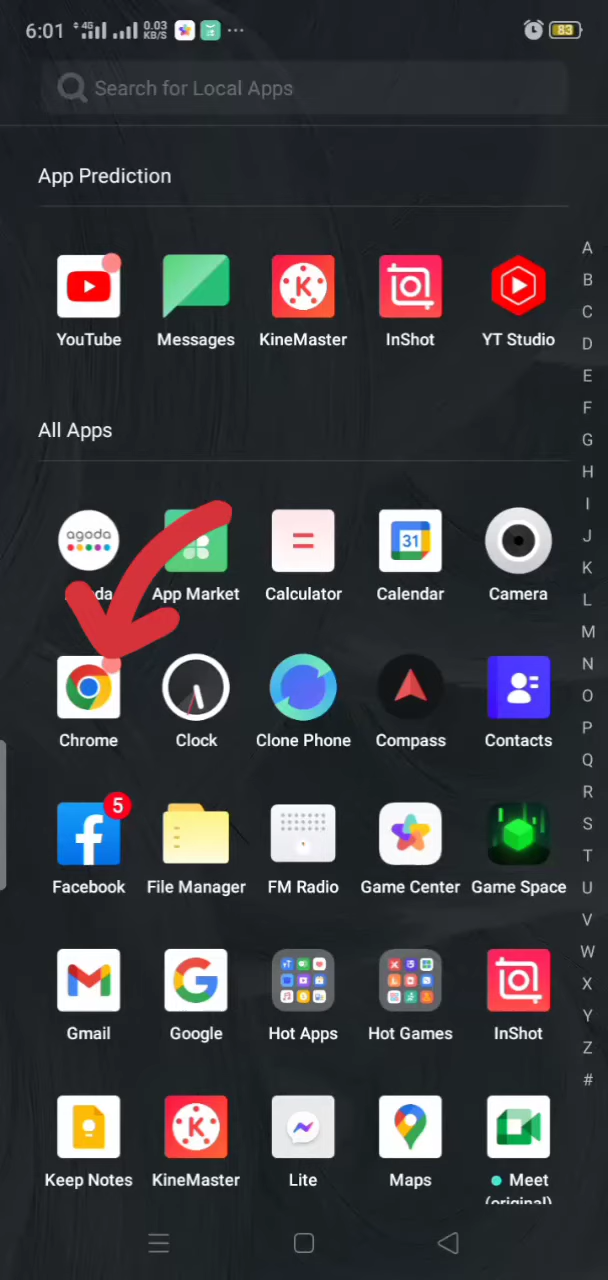 6:01 4G 0.03 KB/S 83
Search for Local Apps
App Prediction
YouTube Messages KineMaster InShot YT Studio
All Apps
agoda 31
App Market Calculator Calendar Camera
Chrome Clock Clone Phone Compass Contacts
5
Facebook File Manager FM Radio Game Center Game Space
Gmail Google Hot Apps Hot Games InShot
Keep Notes KineMaster Lite Maps Meet
(original)
A
B
C
D
E
F
G
H
I
J
K
L
M
N
O
P
Q
R
S
T
U
V
W
X
Y
Z
#